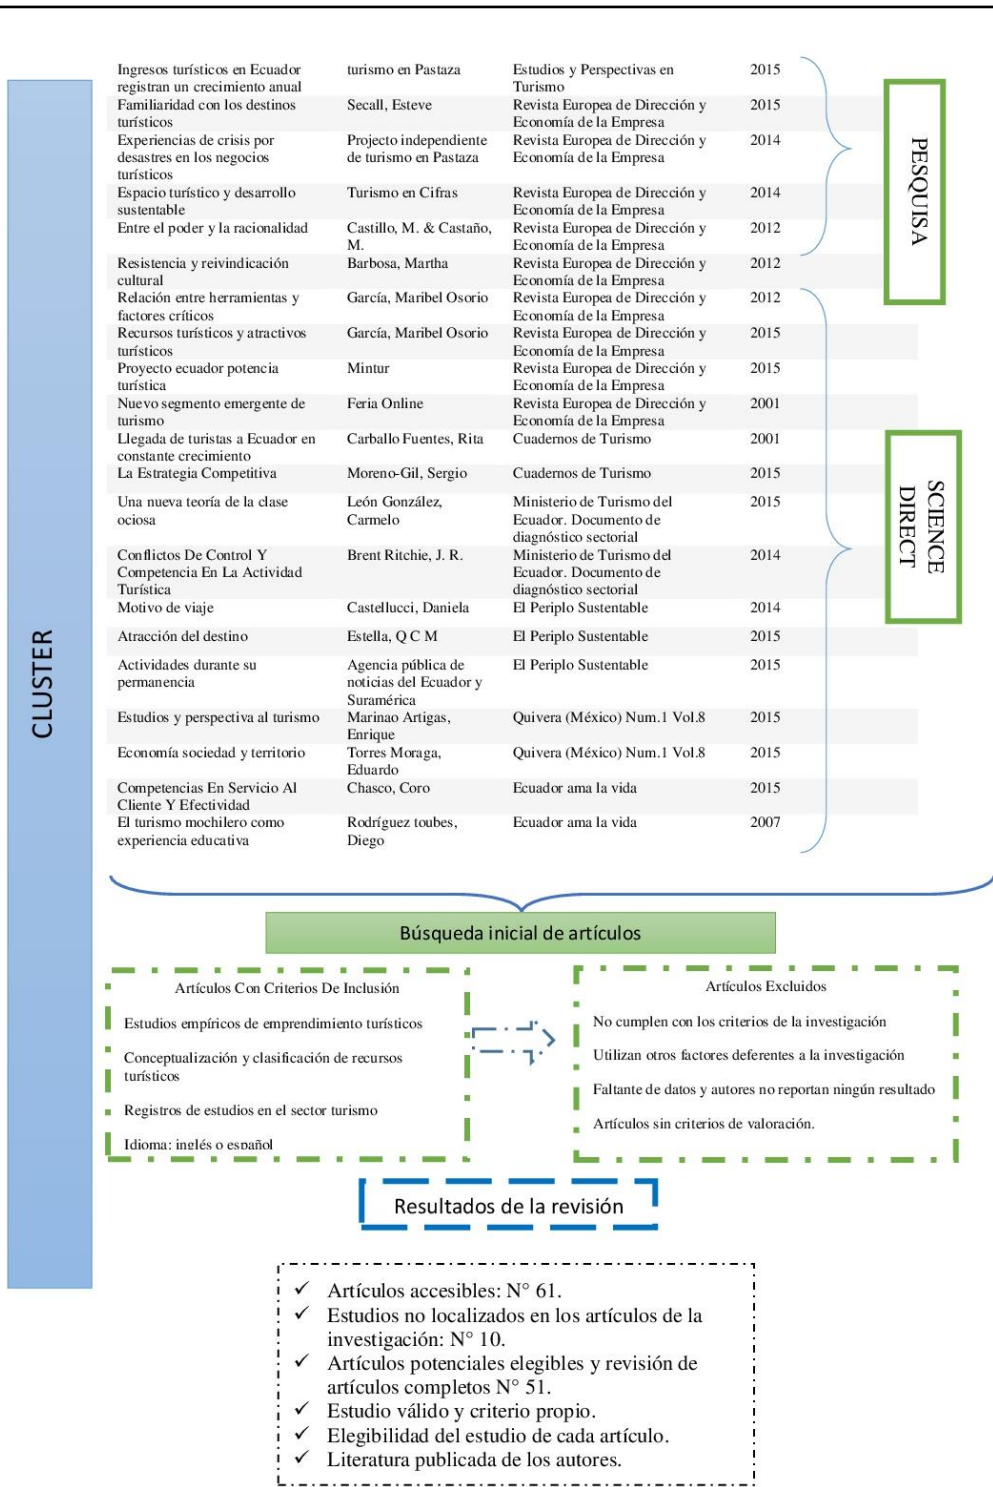 CLUSTER
Ingresos turísticos en Ecuador turismo en Pastaza Estudios y Perspectivas en 2015
registran un crecimiento anual Turismo
Familiaridad con los destinos Secall, Esteve Revista Europea de Dirección y 2015
turísticos Economía de la Empresa
Experiencias de crisis por Projecto independiente Revista Europea de Dirección y 2014
desastres en los negocios de turismo en Pastaza Economía de la Empresa
turísticos
Espacio turístico y desarrollo Turismo en Cifras Revista Europea de Dirección y 2014
sustentable Economía de la Empresa
Entre el poder y la racionalidad Castillo, M. & Castaño, Revista Europea de Dirección y 2012
M. Economía de la Empresa
Resistencia y reivindicación Barbosa, Martha Revista Europea de Dirección y 2012
cultural Economía de la Empresa
Relación entre herramientas y García, Maribel Osorio Revista Europea de Dirección y 2012
factores críticos Economía de la Empresa
Recursos turísticos y atractivos García, Maribel Osorio Revista Europea de Dirección y 2015
turísticos Economía de la Empresa
Proyecto ecuador potencia Mintur Revista Europea de Dirección y 2015
turística Economía de la Empresa
Nuevo segmento emergente de Feria Online Revista Europea de Dirección y 2001
turismo Economía de la Empresa
Llegada de turistas a Ecuador en Carballo Fuentes, Rita Cuadernos de Turismo 2001
constante crecimiento
La Estrategia Competitiva Moreno-Gil, Sergio Cuadernos de Turismo 2015
Una nueva teoría de la clase León González, Ministerio de Turismo del 2015
ociosa Carmelo Ecuador. Documento de
diagnóstico sectorial
Conflictos De Control Y Brent Ritchie, J. R. Ministerio de Turismo del 2014
Competencia En La Actividad Ecuador. Documento de
Turística diagnóstico sectorial
Motivo de viaje Castellucci, Daniela El Periplo Sustentable 2014
Atracción del destino Estella, Q C M El Periplo Sustentable 2015
Actividades durante su Agencia pública de El Periplo Sustentable 2015
permanencia noticias del Ecuador y
Suramérica
Estudios y perspectiva al turismo Marinao Artigas, Quivera (México) Num.1 Vol.8 2015
Enrique
Economía sociedad y territorio Torres Moraga, Quivera (México) Num.1 Vol.8 2015
Eduardo
Competencias En Servicio Al Chasco, Coro Ecuador ama la vida 2015
Cliente Y Efectividad
El turismo mochilero como Rodríguez toubes, Ecuador ama la vida 2007
experiencia educativa Diego
PESQUISA
SCIENCE
DIRECT
Búsqueda inicial de artículos
Artículos Con Criterios De Inclusión
Estudios empíricos de emprendimiento turísticos
Conceptualización y clasificación de recursos
turísticos
Registros de estudios en el sector turismo
Idioma: inglés o español
Artículos Excluidos
No cumplen con los criterios de la investigación
Utilizan otros factores deferentes a la investigación
Faltante de datos y autores no reportan ningún resultado
Artículos sin criterios de valoración.
Resultados de la revisión
✓ Artículos accesibles: N° 61.
✓ Estudios no localizados en los artículos de la
investigación: N° 10.
✓ Artículos potenciales elegibles y revisión de
artículos completos N° 51.
✓ Estudio válido y criterio propio.
✓ Elegibilidad del estudio de cada artículo.
✓ Literatura publicada de los autores.